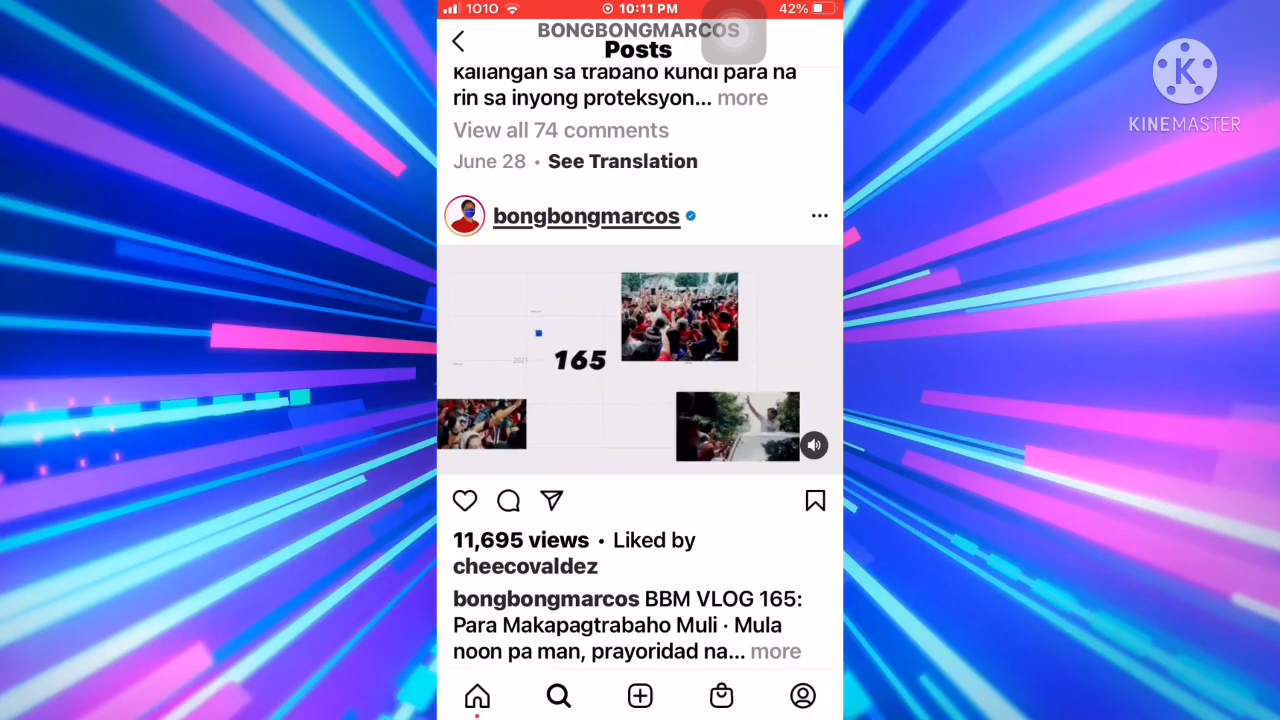 1010 10:11 PM 42%
BONGBONGMARCOS
Posts
kailangan sa trabaho kundi para na
rin sa inyong proteksyon... more
View all 74 comments
June 28 · See Translation
bongbongmarcos
2021
165
11,695 views · Liked by
cheecovaldez
bongbongmarcos BBM VLOG 165:
Para Makapagtrabaho Muli · Mula
noon pa man, prayoridad na... more
K
KINEMASTER